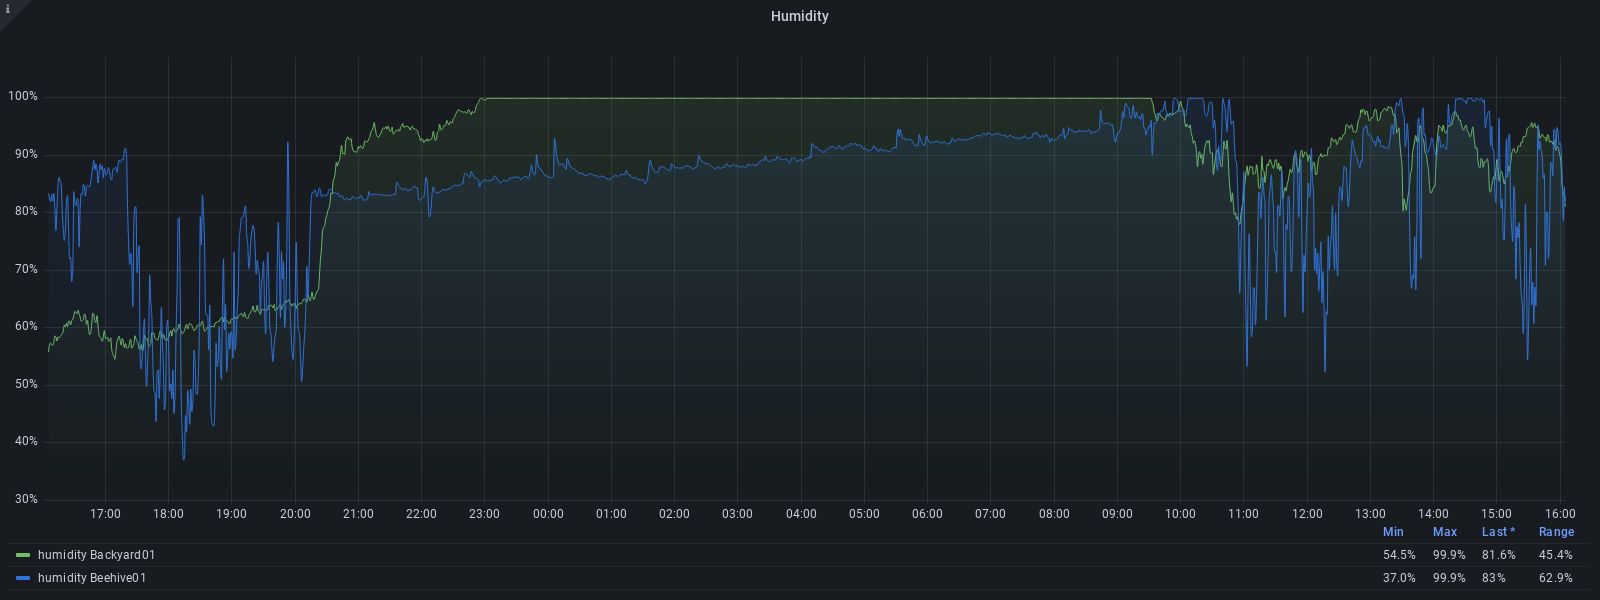 i
Humidity
100%
90%
80%
70%
60%
50%
40%
30%
17:00 18:00 19:00 20:00 21:00 22:00 23:00 00:00 01:00 02:00 03:00 04:00 05:00 06:00 07:00 08:00 09:00 10:00 11:00 12:00 13:00 14:00 15:00 16:00
Min Max Last * Range
humidity Backyard01 54.5% 99.9% 81.6% 45.4%
humidity Beehive01 37.0% 99.9% 83% 62.9%